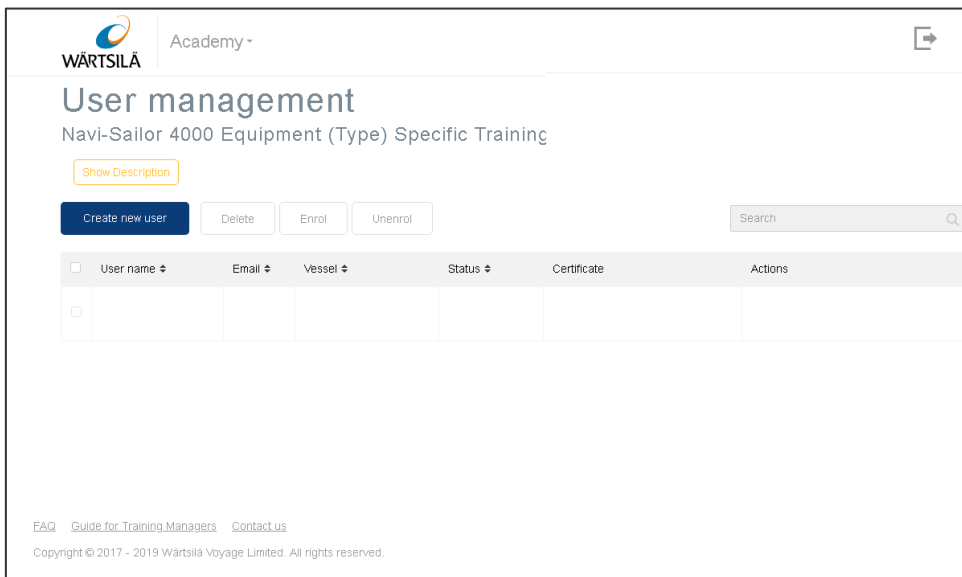 WÄRTSILÄ
Academy
User management
Navi-Sailor 4000 Equipment (Type) Specific Training
Show Description
Create new user Delete Enrol Unenrol Search
User name Email Vessel Status Certificate Actions
FAQ Guide for Training Managers Contact us
Copyright © 2017 - 2019 Wärtsilä Voyage Limited. All rights reserved.